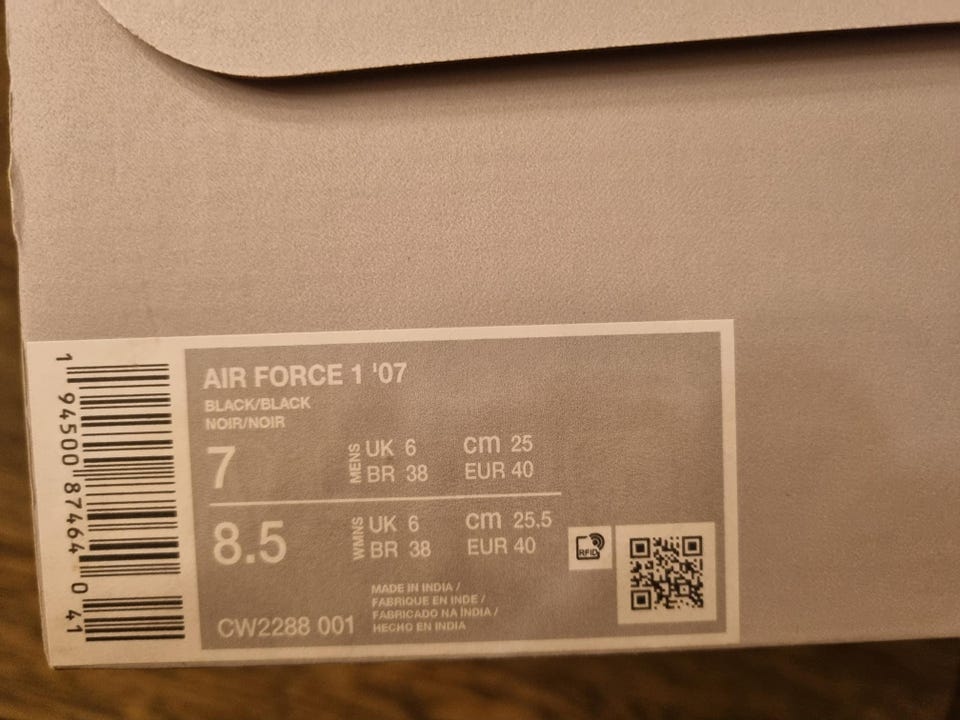 AIR FORCE 1 '07
BLACK/BLACK
NOIR/NOIR
7
MENS
UK 6 cm 25
BR 38 EUR 40
8.5
WMNS
UK 6 cm 25.5
BR 38 EUR 40
RFID
MADE IN INDIA /
FABRIQUE EN INDE /
FABRICADO NA ÍNDIA /
HECHO EN INDIA
CW2288 001
1 94500 87464 0 41